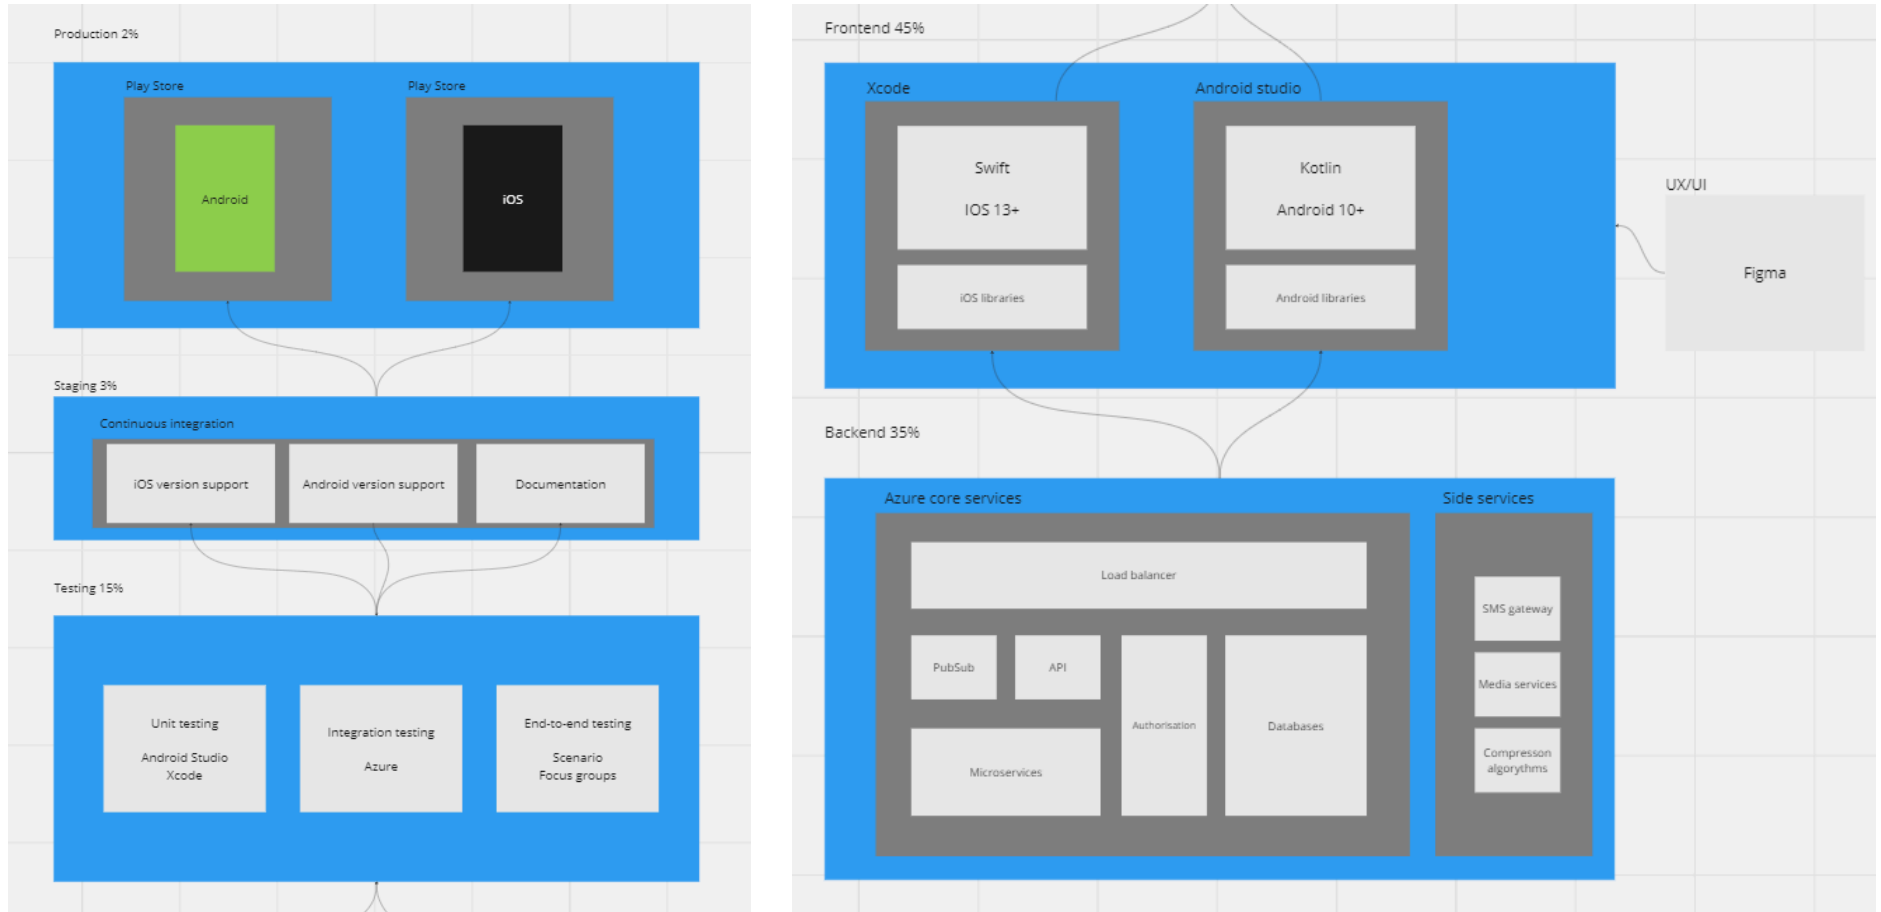 Production 2%
Play Store
Play Store
Android
iOS
Staging 3%
Continuous integration
iOS version support
Android version support
Documentation
Testing 15%
Unit testing
Android Studio
Xcode
Integration testing
Azure
End-to-end testing
Scenario
Focus groups
Frontend 45%
Xcode
Android studio
Swift
IOS 13+
Kotlin
Android 10+
iOS libraries
Android libraries
UX/UI
Figma
Backend 35%
Azure core services
Side services
Load balancer
PubSub
API
Authorisation
Databases
Microservices
SMS gateway
Media services
Compresson
algorythms